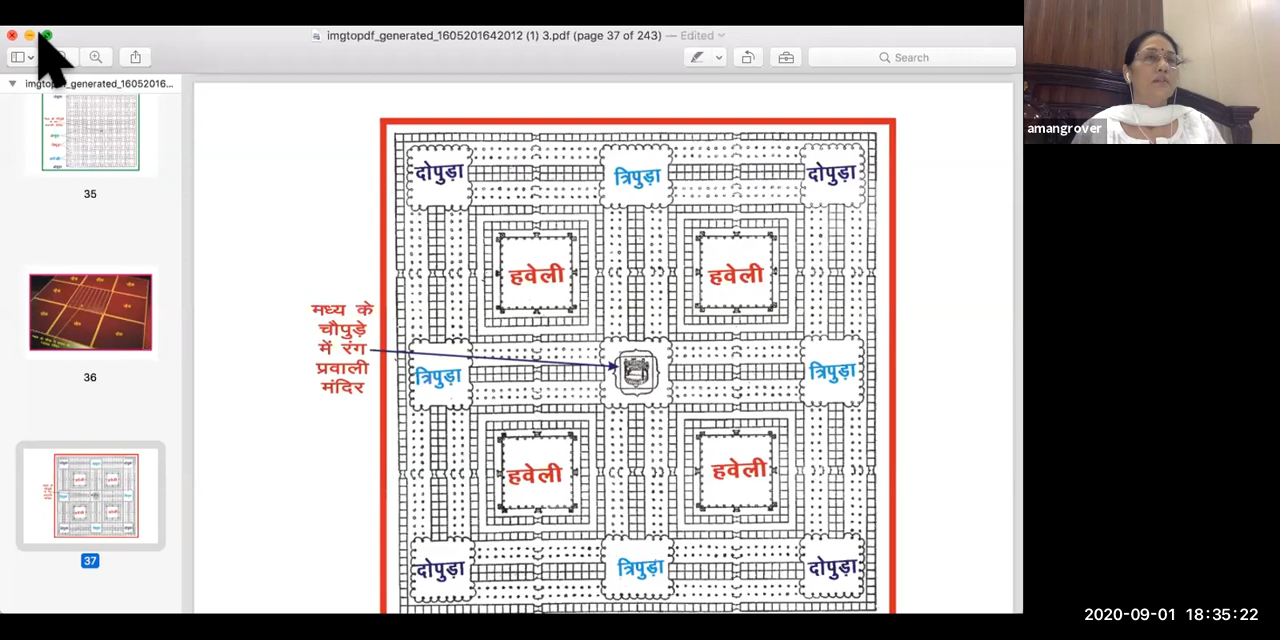 imgtopdf_generated_1605201642012 (1) 3.pdf (page 37 of 243) — Edited
Search
imgtopdf_generated_16052016...
35
36
37
दोपुड़ा
त्रिपुड़ा
दोपुड़ा
हवेली
हवेली
मध्य के
चौपुड़े
में रंग
प्रवाली
मंदिर
त्रिपुड़ा
त्रिपुड़ा
हवेली
हवेली
दोपुड़ा
त्रिपुड़ा
दोपुड़ा
amangrover
2020-09-01 18:35:22